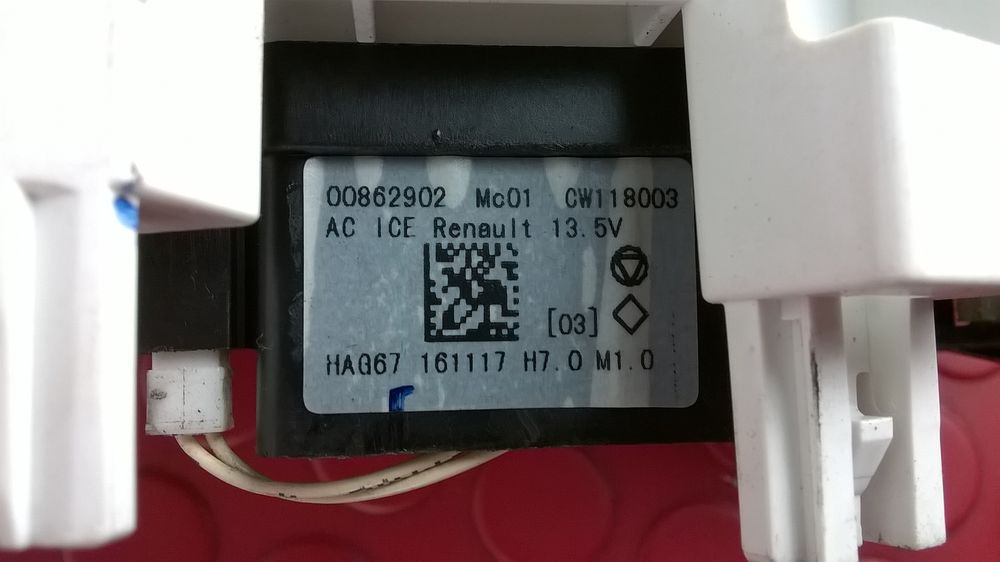 00862902 Mc01 CW118003
AC ICE Renault 13.5V
[03]
HAG67 161117 H7.0 M1.0